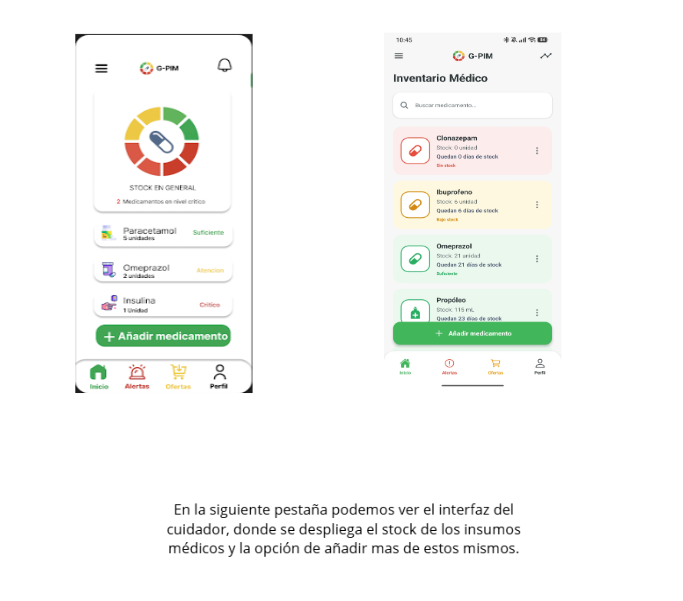 G-PIM
STOCK EN GENERAL
2 Medicamentos en nivel crítico
Paracetamol
5 unidades
Suficiente
Omeprazol
2 unidades
Atención
Insulina
1 Unidad
Crítico
+ Añadir medicamento
Inicio
Alertas
Ofertas
Perfil
10:45
G-PIM
Inventario Médico
Buscar medicamento...
Clonazepam
Stock: 0 unidad
Quedan 0 días de stock
Sin stock
Ibuprofeno
Stock: 6 unidad
Quedan 6 días de stock
Bajo stock
Omeprazol
Stock: 21 unidad
Quedan 21 días de stock
Suficiente
Propóleo
Stock: 115 mL
Quedan 23 días de stock
+ Añadir medicamento
Inicio
Alertas
Ofertas
Perfil
En la siguiente pestaña podemos ver el interfaz del
cuidador, donde se despliega el stock de los insumos
médicos y la opción de añadir mas de estos mismos.